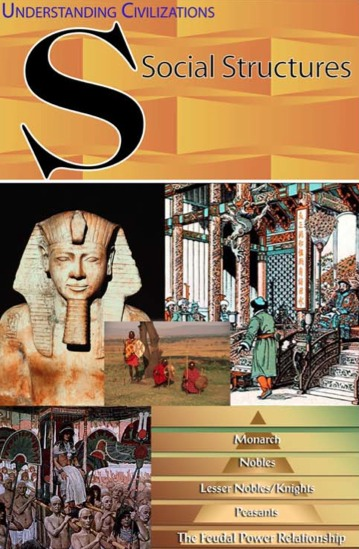 UNDERSTANDING CIVILIZATIONS
S
Social Structures
Monarch
Nobles
Lesser Nobles/Knights
Peasants
The Feudal Power Relationship